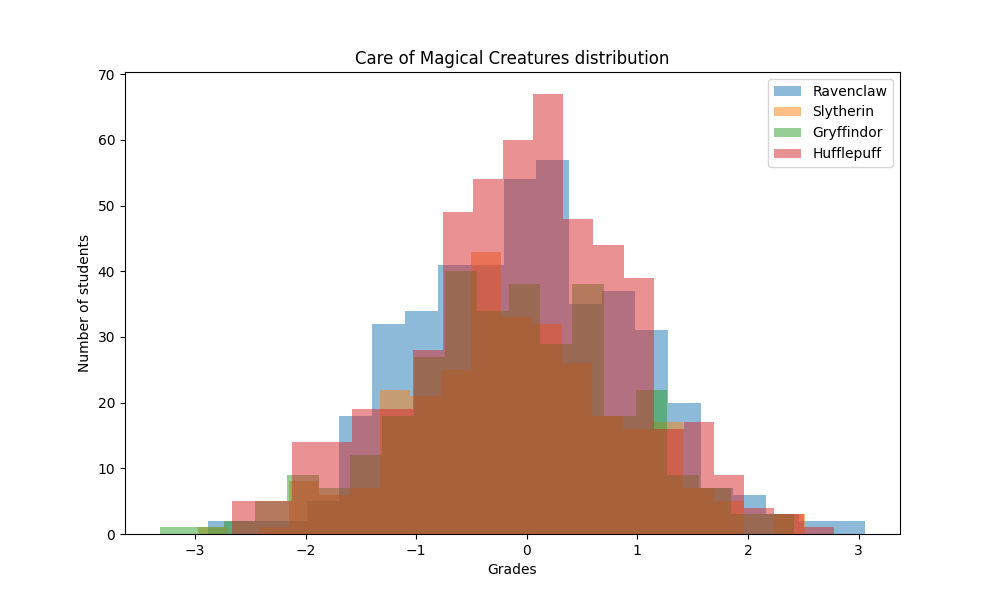 Care of Magical Creatures distribution
70
60
50
40
30
20
10
0
Number of students
Ravenclaw
Slytherin
Gryffindor
Hufflepuff
−3 −2 −1 0 1 2 3
Grades